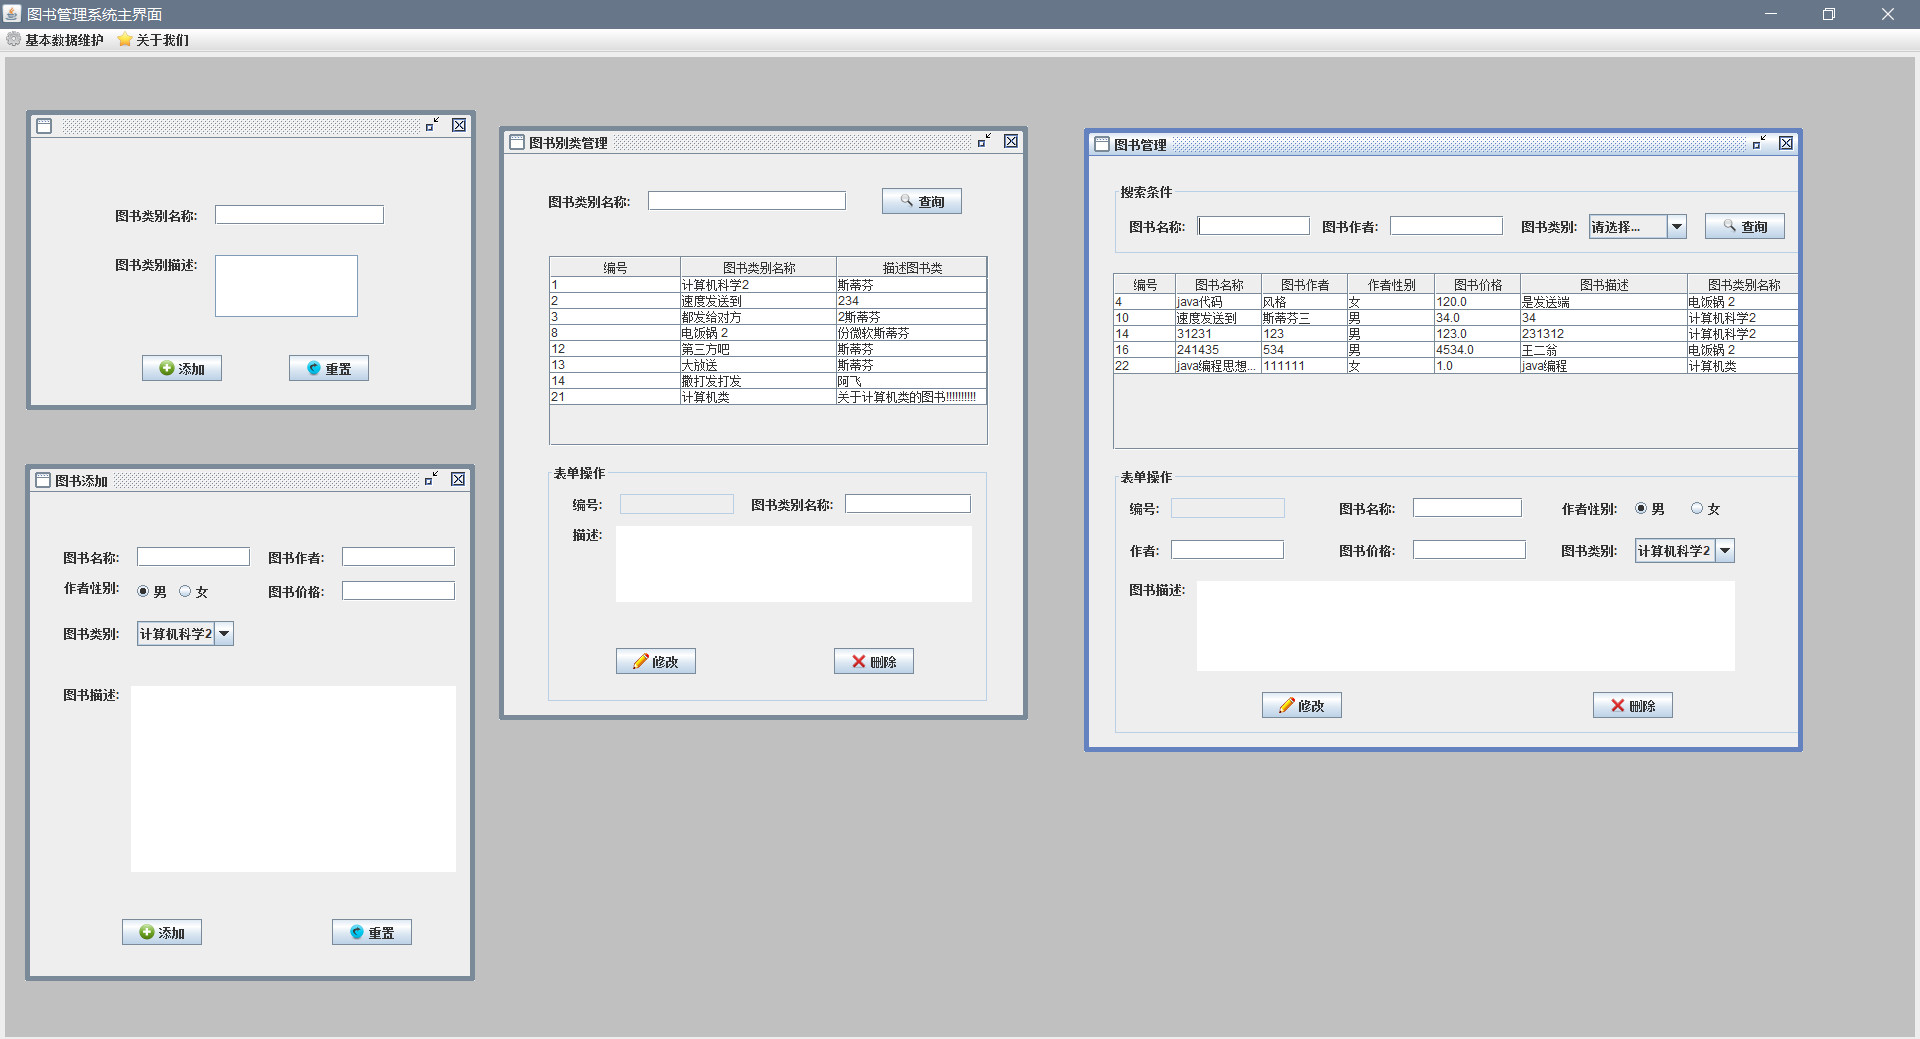 图书管理系统主界面
基本数据维护 关于我们
图书类别名称:
图书类别描述:
添加 重置
图书添加
图书名称: 图书作者:
作者性别: 男 女 图书价格:
图书类别: 计算机科学2
图书描述:
添加 重置
图书别类管理
图书类别名称: 查询
编号 图书类别名称 描述图书类
1 计算机科学2 斯蒂芬
2 速度发送到 234
3 都发给对方 2斯蒂芬
8 电饭锅 2 份微软斯蒂芬
12 第三方吧 斯蒂芬
13 大放送 斯蒂芬
14 撒打发打发 阿飞
21 计算机类 关于计算机类的图书!!!!!!!!!!
表单操作
编号: 图书类别名称:
描述:
修改 删除
图书管理
搜索条件
图书名称: 图书作者: 图书类别: 请选择... 查询
编号 图书名称 图书作者 作者性别 图书价格 图书描述 图书类别名称
4 java代码 风格 女 120.0 是发送端 电饭锅 2
10 速度发送到 斯蒂芬三 男 34.0 34 计算机科学2
14 31231 123 男 123.0 231312 计算机科学2
16 241435 534 男 4534.0 王二翁 电饭锅 2
22 java编程思想... 111111 女 1.0 java编程 计算机类
表单操作
编号: 图书名称: 作者性别: 男 女
作者: 图书价格: 图书类别: 计算机科学2
图书描述:
修改 删除